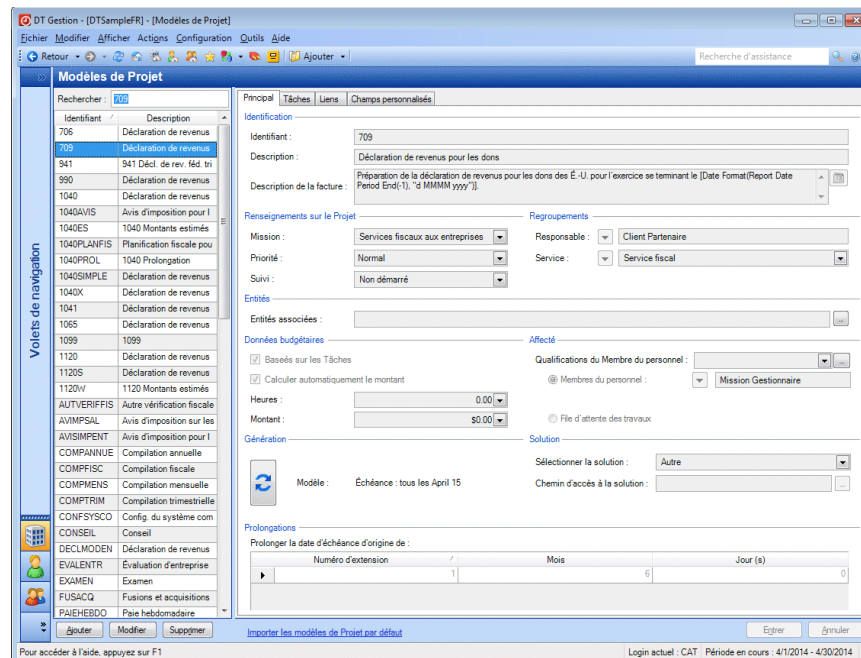 DT Gestion - [DTSampleFR] - [Modèles de Projet]
Fichier Modifier Afficher Actions Configuration Outils Aide
Retour Ajouter Recherche d'assistance
Modèles de Projet
Volets de navigation
Rechercher : 709
Identifiant Description
706 Déclaration de revenus
709 Déclaration de revenus
941 941 Décl. de rev. féd. tri
990 Déclaration de revenus
1040 Déclaration de revenus
1040AVIS Avis d'imposition pour l
1040ES 1040 Montants estimés
1040PLANFIS Planification fiscale pou
1040PROL 1040 Prolongation
1040SIMPLE Déclaration de revenus
1040X Déclaration de revenus
1041 Déclaration de revenus
1065 Déclaration de revenus
1099 1099
1120 Déclaration de revenus
1120S Déclaration de revenus
1120W 1120 Montants estimés
AUTVERIFFIS Autre vérification fiscale
AVIMPSAL Avis d'imposition sur les
AVISIMPENT Avis d'imposition pour l
COMPANNUE Compilation annuelle
COMPFISC Compilation fiscale
COMPMENS Compilation mensuelle
COMPTRIM Compilation trimestrielle
CONFSYSCO Config. du système com
CONSEIL Conseil
DECLMODEN Déclaration de revenus
EVALENTR Évaluation d'entreprise
EXAMEN Examen
FUSACQ Fusions et acquisitions
PAIEHEBDO Paie hebdomadaire
Ajouter Modifier Supprimer
Principal Tâches Liens Champs personnalisés
Identification
Identifiant : 709
Description : Déclaration de revenus pour les dons
Description de la facture : Préparation de la déclaration de revenus pour les dons des É.-U. pour l'exercice se terminant le [Date Format(Report Date
Period End(-1), "d MMMM yyyy")].
Renseignements sur le Projet Regroupements
Mission : Services fiscaux aux entreprises Responsable : Client Partenaire
Priorité : Normal Service : Service fiscal
Suivi : Non démarré
Entités
Entités associées :
Données budgétaires Affecté
Baseés sur les Tâches Qualifications du Membre du personnel :
Calculer automatiquement le montant Membres du personnel : Mission Gestionnaire
Heures : 0.00
Montant : $0.00 File d'attente des travaux
Génération Solution
Sélectionner la solution : Autre
Modèle : Échéance : tous les April 15 Chemin d'accès à la solution :
Prolongations
Prolonger la date d'échéance d'origine de :
Numéro d'extension Mois Jour (s)
1 6 0
Importer les modèles de Projet par défaut Entrer Annuler
Pour accéder à l'aide, appuyez sur F1 Login actuel : CAT Période en cours : 4/1/2014 - 4/30/2014